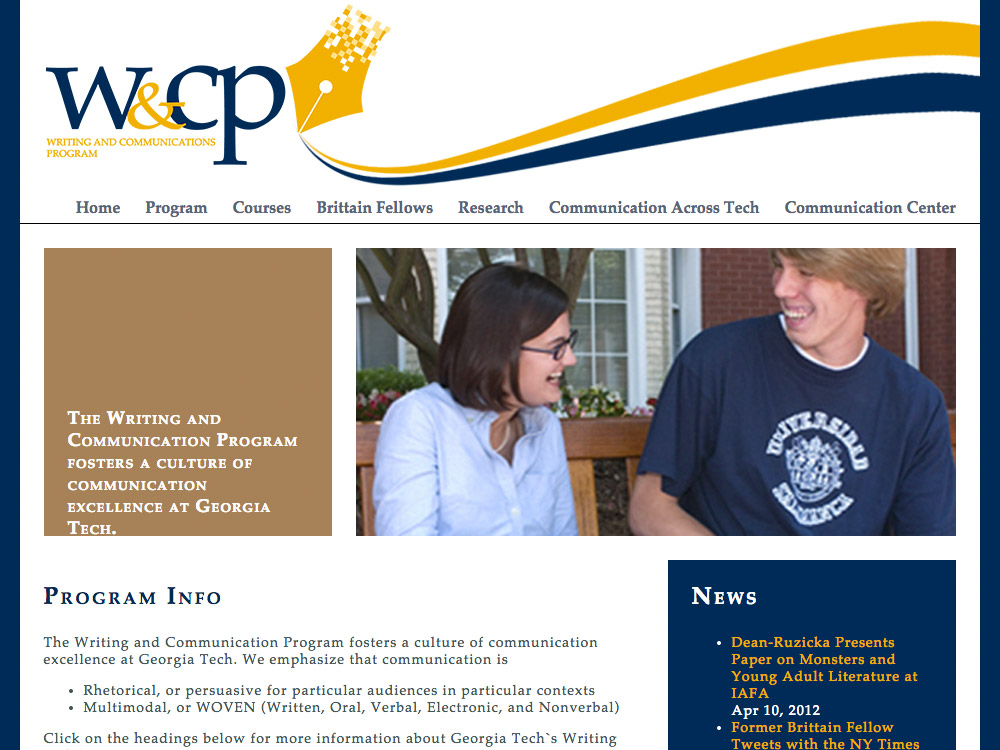 W&cp
WRITING AND COMMUNICATIONS
PROGRAM
Home Program Courses Brittain Fellows Research Communication Across Tech Communication Center
The Writing and
Communication Program
fosters a culture of
communication
excellence at Georgia
Tech.
UNIVERSIDAD
Program Info
The Writing and Communication Program fosters a culture of communication
excellence at Georgia Tech. We emphasize that communication is
• Rhetorical, or persuasive for particular audiences in particular contexts
• Multimodal, or WOVEN (Written, Oral, Verbal, Electronic, and Nonverbal)
Click on the headings below for more information about Georgia Tech`s Writing
News
• Dean-Ruzicka Presents
Paper on Monsters and
Young Adult Literature at
IAFA
Apr 10, 2012
• Former Brittain Fellow
Tweets with the NY Times